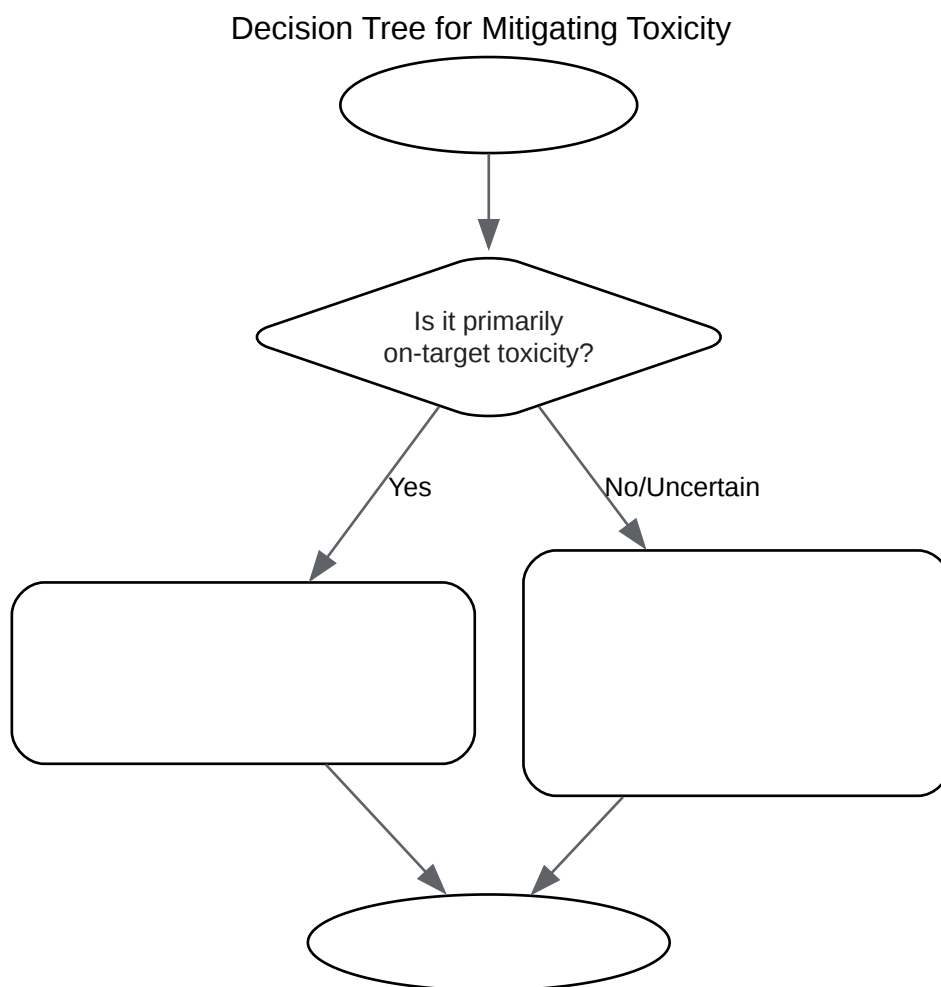 Decision Tree for Mitigating Toxicity
Is it primarily
on-target toxicity?
Yes
No/Uncertain